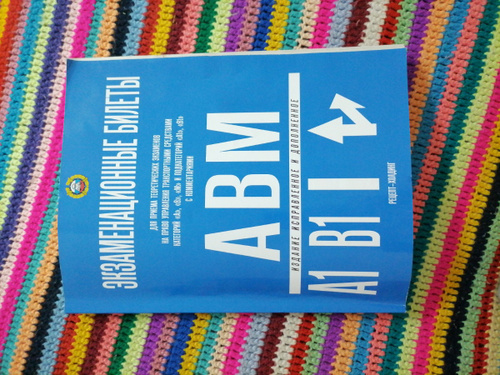 ЭКЗАМЕНАЦИОННЫЕ БИЛЕТЫ
ДЛЯ ПРИЕМА ТЕОРЕТИЧЕСКИХ ЭКЗАМЕНОВ
НА ПРАВО УПРАВЛЕНИЯ ТРАНСПОРТНЫМИ СРЕДСТВАМИ
КАТЕГОРИЙ «А», «В», «М» И ПОДКАТЕГОРИЙ «А1», «В1»
С КОММЕНТАРИЯМИ
АВМ
ИЗДАНИЕ ИСПРАВЛЕННОЕ И ДОПОЛНЕННОЕ
А1 В1
РЕЦЕПТ-ХОЛДИНГ